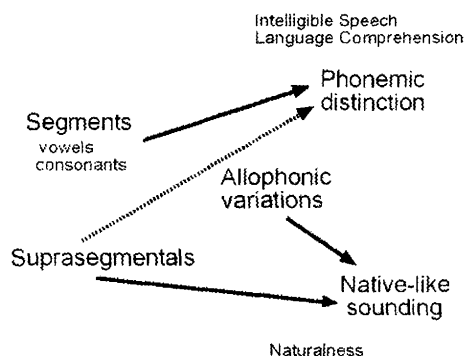 Intelligible Speech
Language Comprehension
Phonemic
distinction
Segments
vowels
consonants
Allophonic
variations
Suprasegmentals
Native-like
sounding
Naturalness